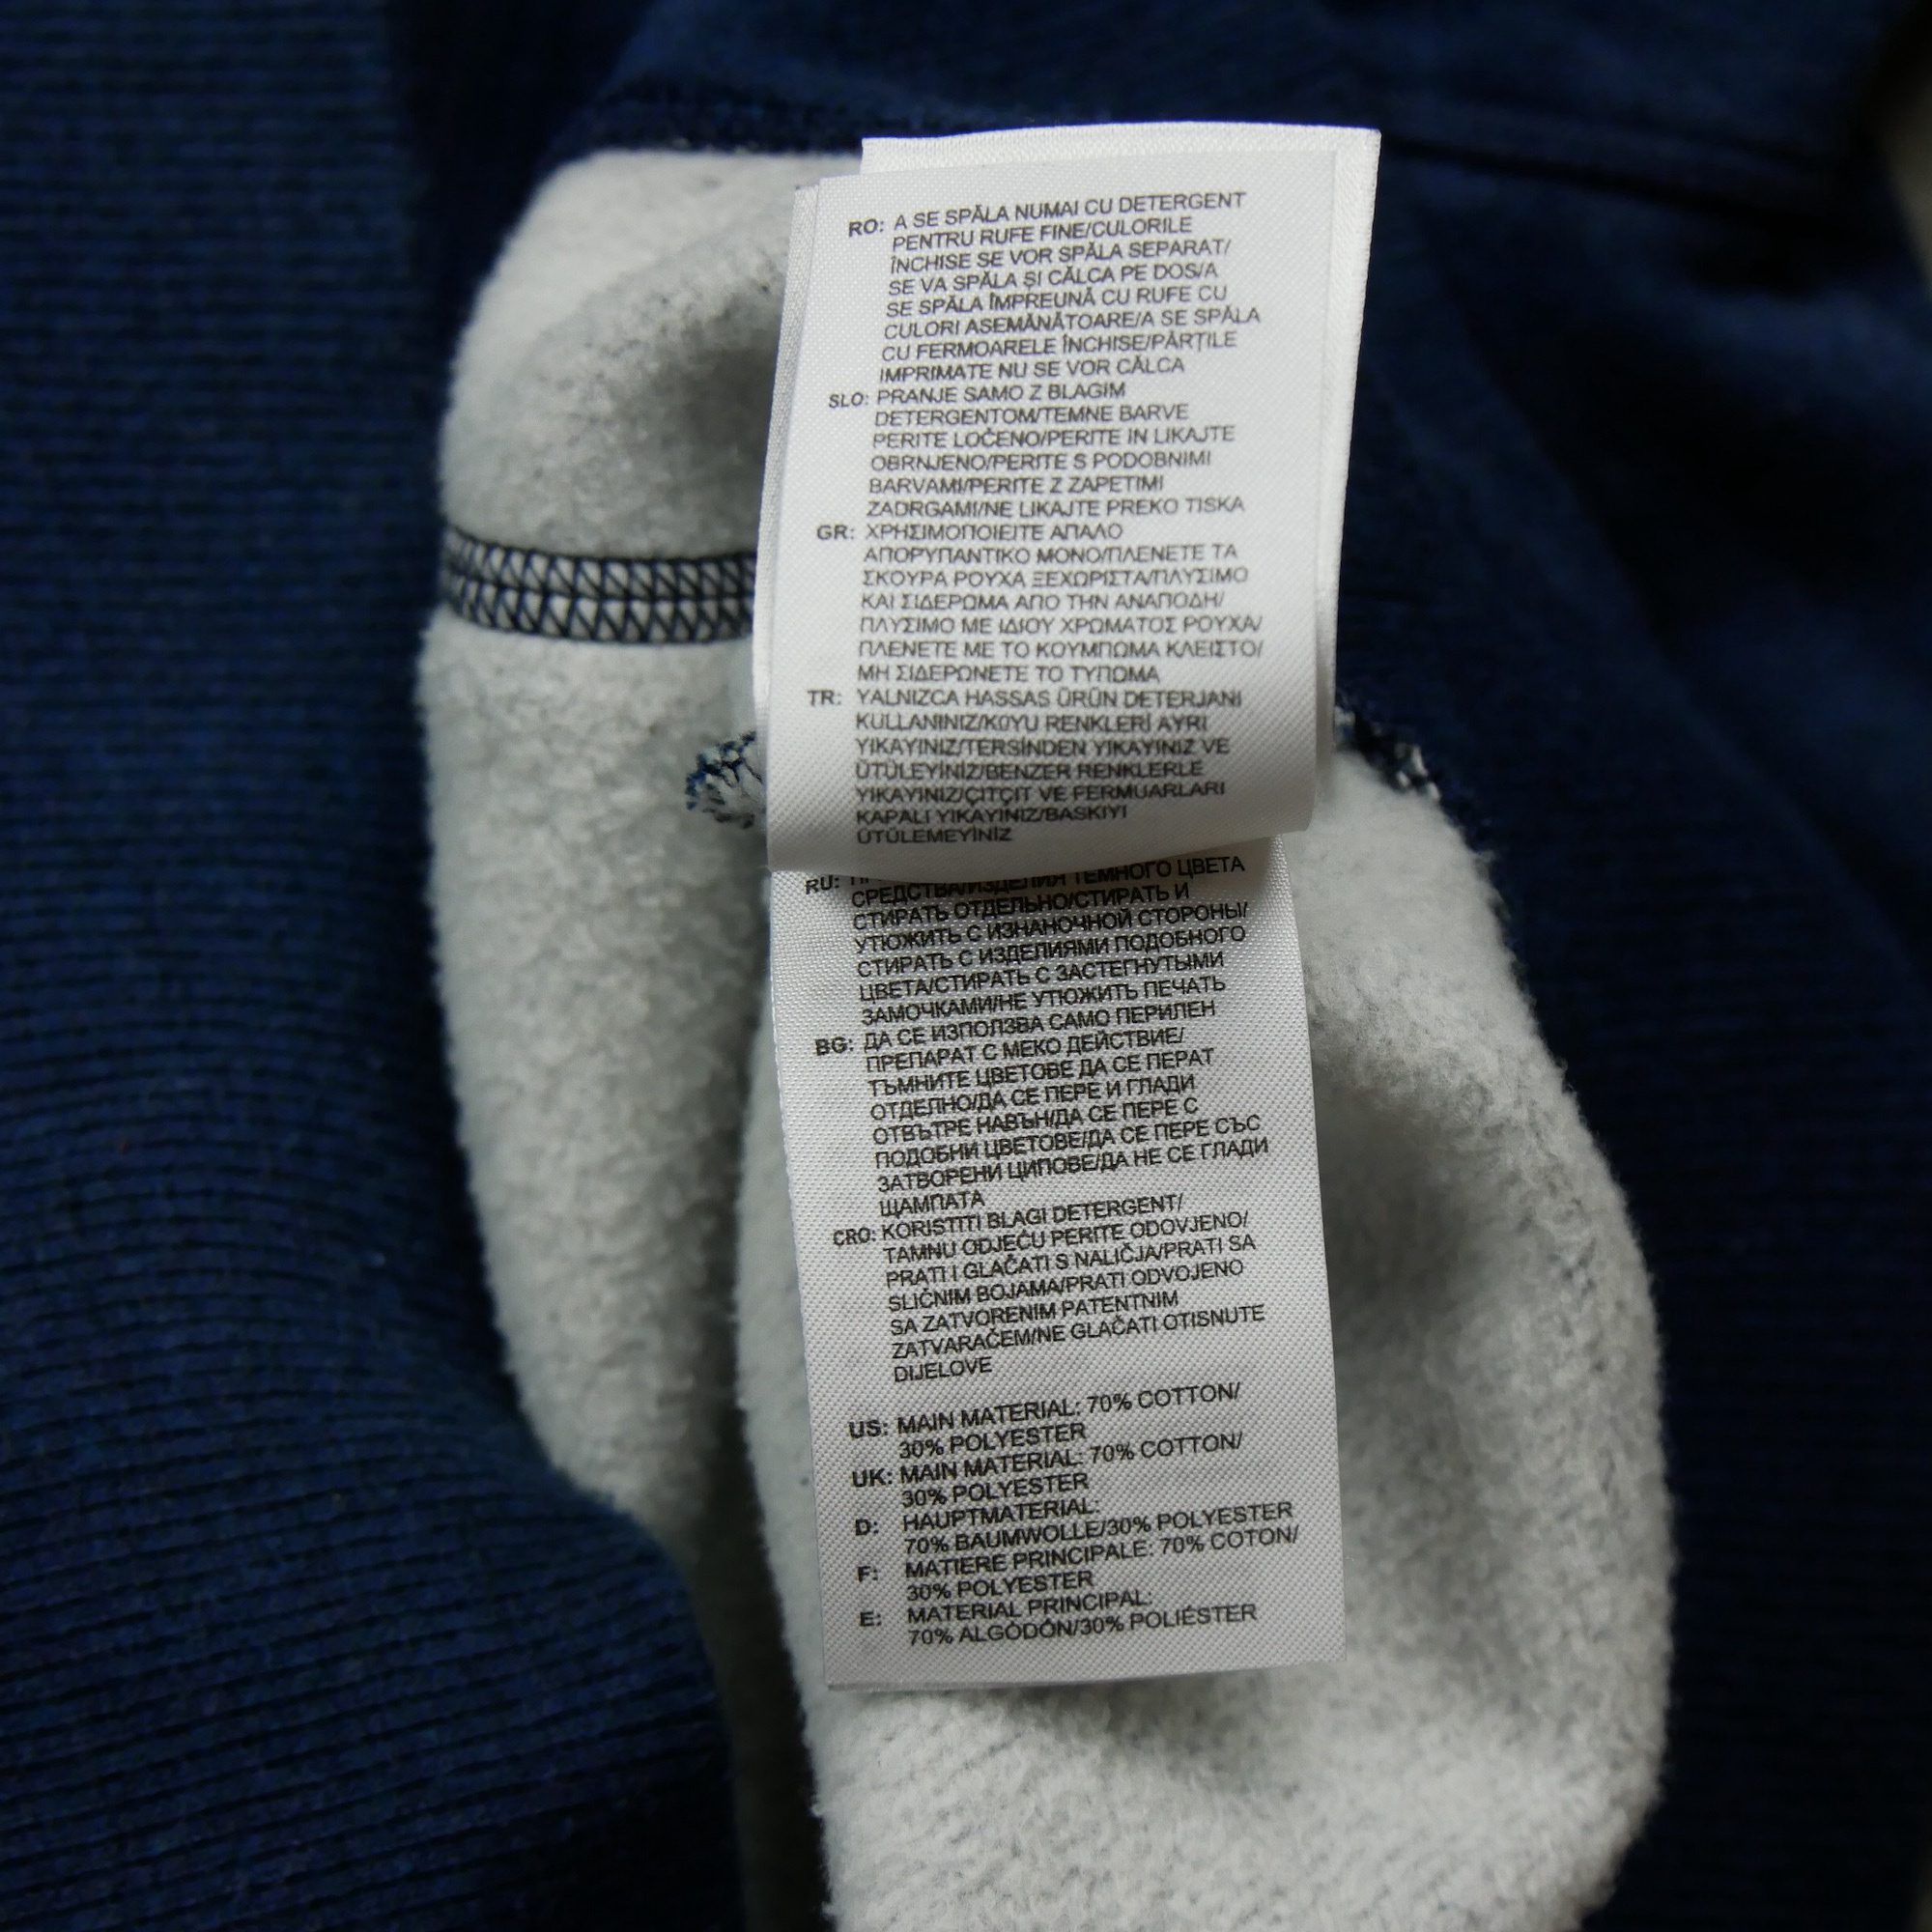 RO: A SE SPĂLA NUMAI CU DETERGENT
PENTRU RUFE FINE/CULORILE
ÎNCHISE SE VOR SPĂLA SEPARAT/
SE VA SPĂLA ȘI CĂLCA PE DOS/A
SE SPĂLA ÎMPREUNĂ CU RUFE CU
CULORI ASEMĂNĂTOARE/A SE SPĂLA
CU FERMOARELE ÎNCHISE/PĂRȚILE
IMPRIMATE NU SE VOR CĂLCA
SLO: PRANJE SAMO Z BLAGIM
DETERGENTOM/TEMNE BARVE
PERITE LOČENO/PERITE IN LIKAJTE
OBRNJENO/PERITE S PODOBNIMI
BARVAMI/PERITE Z ZAPETIMI
ZADRGAMI/NE LIKAJTE PREKO TISKA
GR: ΧΡΗΣΙΜΟΠΟΙΕΙΤΕ ΑΠΑΛΟ
ΑΠΟΡΥΠΑΝΤΙΚΟ ΜΟΝΟ/ΠΛΕΝΕΤΕ ΤΑ
ΣΚΟΥΡΑ ΡΟΥΧΑ ΞΕΧΩΡΙΣΤΑ/ΠΛΥΣΙΜΟ
ΚΑΙ ΣΙΔΕΡΩΜΑ ΑΠΟ ΤΗΝ ΑΝΑΠΟΔΗ/
ΠΛΥΣΙΜΟ ΜΕ ΙΔΙΟΥ ΧΡΩΜΑΤΟΣ ΡΟΥΧΑ/
ΠΛΕΝΕΤΕ ΜΕ ΤΟ ΚΟΥΜΠΩΜΑ ΚΛΕΙΣΤΟ/
ΜΗ ΣΙΔΕΡΩΝΕΤΕ ΤΟ ΤΥΠΩΜΑ
TR: YALNIZCA HASSAS ÜRÜN DETERJANI
KULLANINIZ/KOYU RENKLERİ AYRI
YIKAYINIZ/TERSİNDEN YIKAYINIZ VE
ÜTÜLEYİNİZ/BENZER RENKLERLE
YIKAYINIZ/ÇITÇIT VE FERMUARLARI
KAPALI YIKAYINIZ/BASKIYI
ÜTÜLEMEYİNİZ
RU: ТЕМНОГО ЦВЕТА
СРЕДСТВА/ИЗДЕЛИЯ
СТИРАТЬ ОТДЕЛЬНО/СТИРАТЬ И
УТЮЖИТЬ С ИЗНАНОЧНОЙ СТОРОНЫ/
СТИРАТЬ С ИЗДЕЛИЯМИ ПОДОБНОГО
ЦВЕТА/СТИРАТЬ С ЗАСТЕГНУТЫМИ
ЗАМОЧКАМИ/НЕ УТЮЖИТЬ ПЕЧАТЬ
BG: ДА СЕ ИЗПОЛЗВА САМО ПЕРИЛЕН
ПРЕПАРАТ С МЕКО ДЕЙСТВИЕ/
ТЪМНИТЕ ЦВЕТОВЕ ДА СЕ ПЕРАТ
ОТДЕЛНО/ДА СЕ ПЕРЕ И ГЛАДИ
ОТВЪТРЕ НАВЪН/ДА СЕ ПЕРЕ С
ПОДОБНИ ЦВЕТОВЕ/ДА СЕ ПЕРЕ СЪС
ЗАТВОРЕНИ ЦИПОВЕ/ДА НЕ СЕ ГЛАДИ
ЩАМПАТА
CRO: KORISTITI BLAGI DETERGENT/
TAMNU ODJEĆU PERITE ODOVJENO/
PRATI I GLAČATI S NALIČJA/PRATI SA
SLIČNIM BOJAMA/PRATI ODVOJENO
SA ZATVORENIM PATENTNIM
ZATVARAČEM/NE GLAČATI OTISNUTE
DIJELOVE
US: MAIN MATERIAL: 70% COTTON/
30% POLYESTER
UK: MAIN MATERIAL: 70% COTTON/
30% POLYESTER
D: HAUPTMATERIAL:
70% BAUMWOLLE/30% POLYESTER
F: MATIERE PRINCIPALE: 70% COTON/
30% POLYESTER
E: MATERIAL PRINCIPAL:
70% ALGODÓN/30% POLIÉSTER